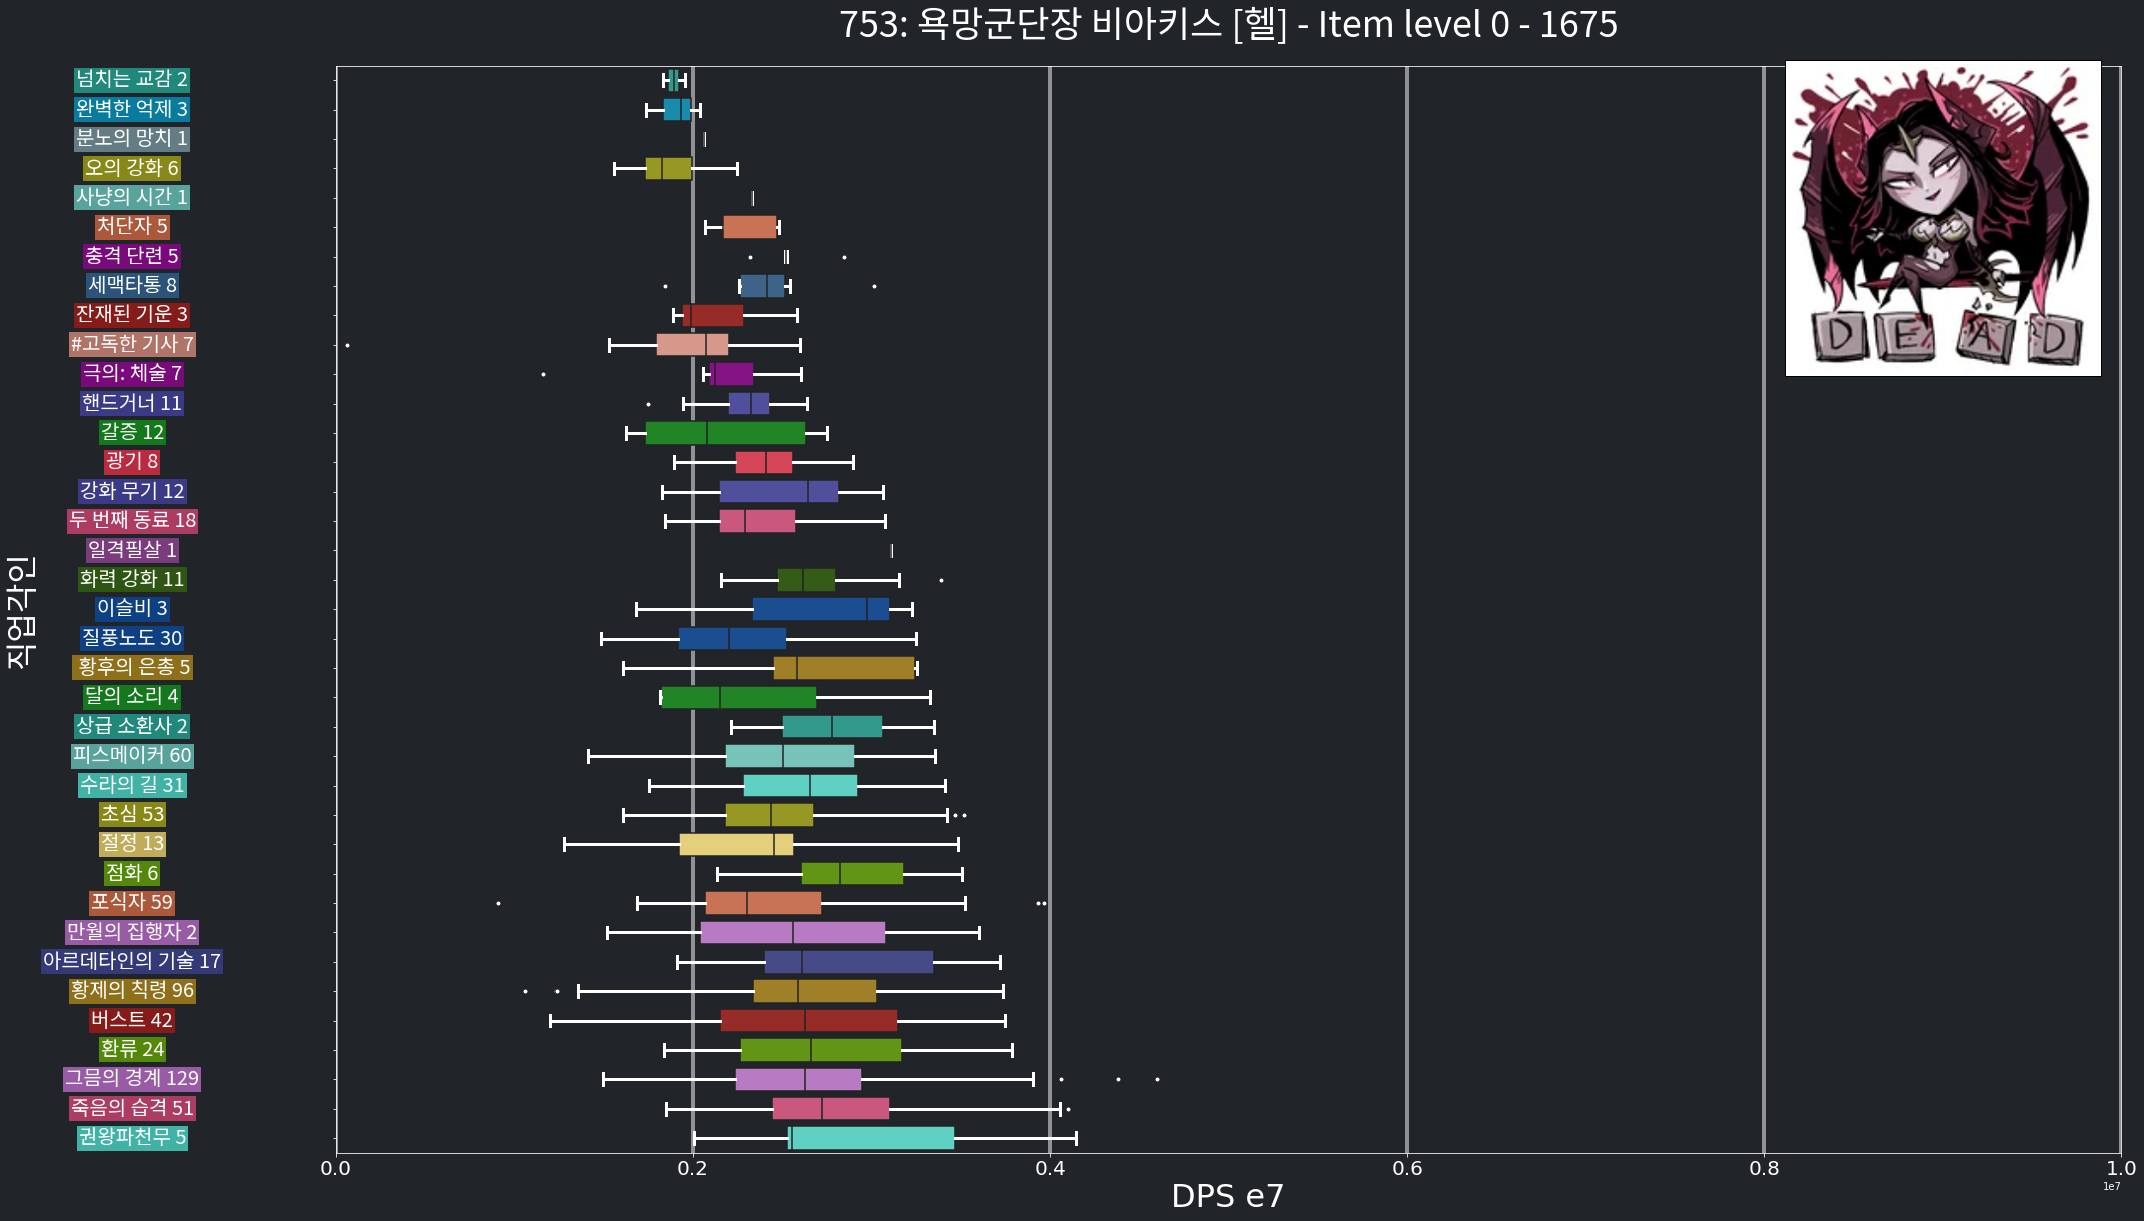 753: 욕망군단장 비아키스 [헬] - Item level 0 - 1675
넘치는 교감 2
완벽한 억제 3
분노의 망치 1
오의 강화 6
사냥의 시간 1
처단자 5
충격 단련 5
세맥타통 8
잔재된 기운 3
#고독한 기사 7
극의: 체술 7
핸드거너 11
갈증 12
광기 8
강화 무기 12
두 번째 동료 18
일격필살 1
화력 강화 11
이슬비 3
질풍노도 30
황후의 은총 5
달의 소리 4
상급 소환사 2
피스메이커 60
수라의 길 31
초심 53
절정 13
점화 6
포식자 59
만월의 집행자 2
아르데타인의 기술 17
황제의 칙령 96
버스트 42
환류 24
그믐의 경계 129
죽음의 습격 51
권왕파천무 5
직업각인
0.0 0.2 0.4 0.6 0.8 1.0
1e7
DPS e7
DEAD